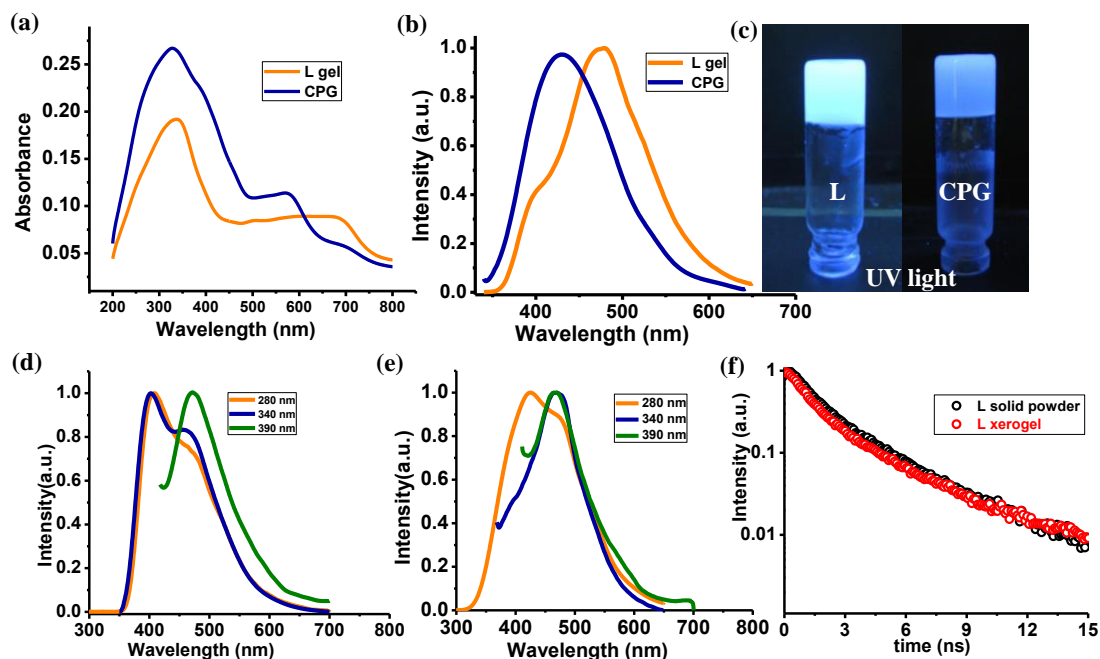 (a)
0.25
0.20
0.15
0.10
0.05
Absorbance
L gel
CPG
200 300 400 500 600 700 800
Wavelength (nm)
(b)
1.0
0.8
0.6
0.4
0.2
0.0
Intensity (a.u.)
L gel
CPG
400 500 600 700
Wavelength (nm)
(c)
L
CPG
UV light
(d)
1.0
0.8
0.6
0.4
0.2
0.0
Intensity(a.u.)
280 nm
340 nm
390 nm
300 400 500 600 700 800
Wavelength (nm)
(e)
1.0
0.8
0.6
0.4
0.2
0.0
Intensity(a.u.)
280 nm
340 nm
390 nm
300 400 500 600 700 800
Wavelength (nm)
(f)
1
0.1
0.01
Intensity (a.u.)
L solid powder
L xerogel
0 3 6 9 12 15
time (ns)